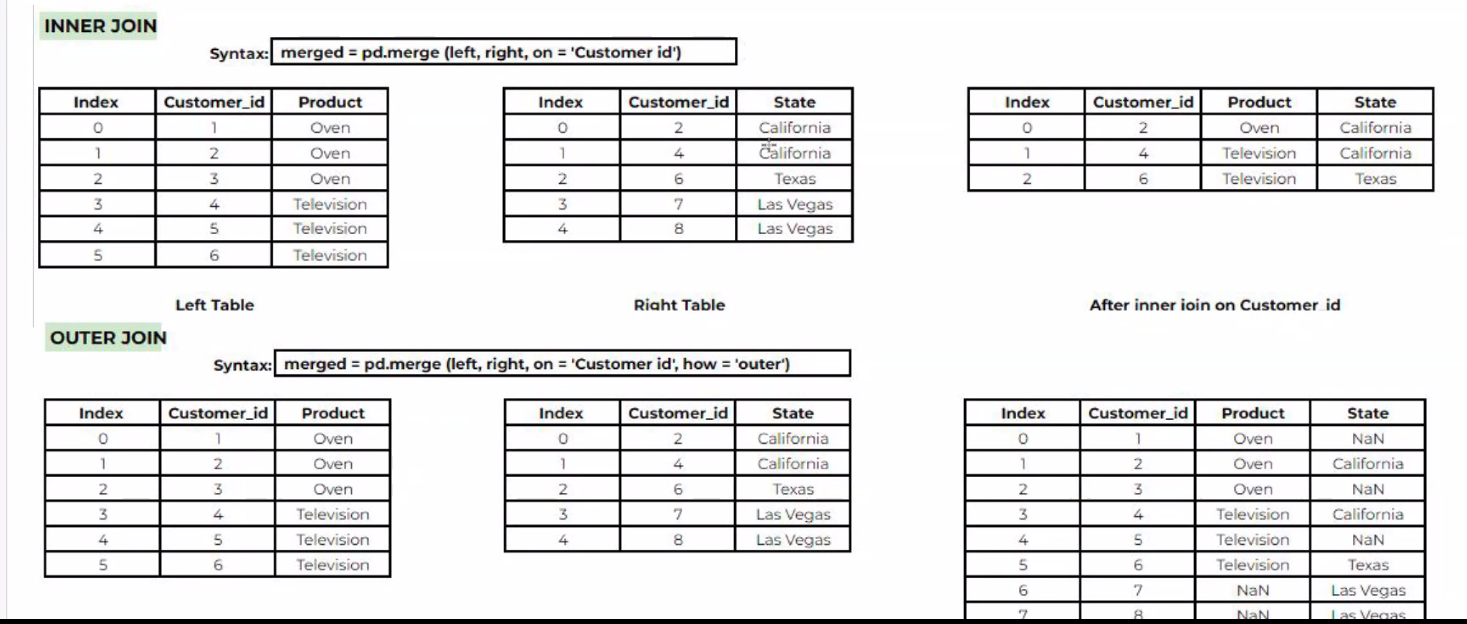 INNER JOIN
Syntax: merged = pd.merge (left, right, on = 'Customer id')
Index Customer_id Product Index Customer_id State Index Customer_id Product State
0 1 Oven 0 2 California 0 2 Oven California
1 2 Oven 1 4 California 1 4 Television California
2 3 Oven 2 6 Texas 2 6 Television Texas
3 4 Television 3 7 Las Vegas
4 5 Television 4 8 Las Vegas
5 6 Television
Left Table Right Table After inner join on Customer_id
OUTER JOIN
Syntax: merged = pd.merge (left, right, on = 'Customer id', how = 'outer')
Index Customer_id Product Index Customer_id State Index Customer_id Product State
0 1 Oven 0 2 California 0 1 Oven NaN
1 2 Oven 1 4 California 1 2 Oven California
2 3 Oven 2 6 Texas 2 3 Oven NaN
3 4 Television 3 7 Las Vegas 3 4 Television California
4 5 Television 4 8 Las Vegas 4 5 Television NaN
5 6 Television 5 6 Television Texas
6 7 NaN Las Vegas
7 8 NaN Las Vegas